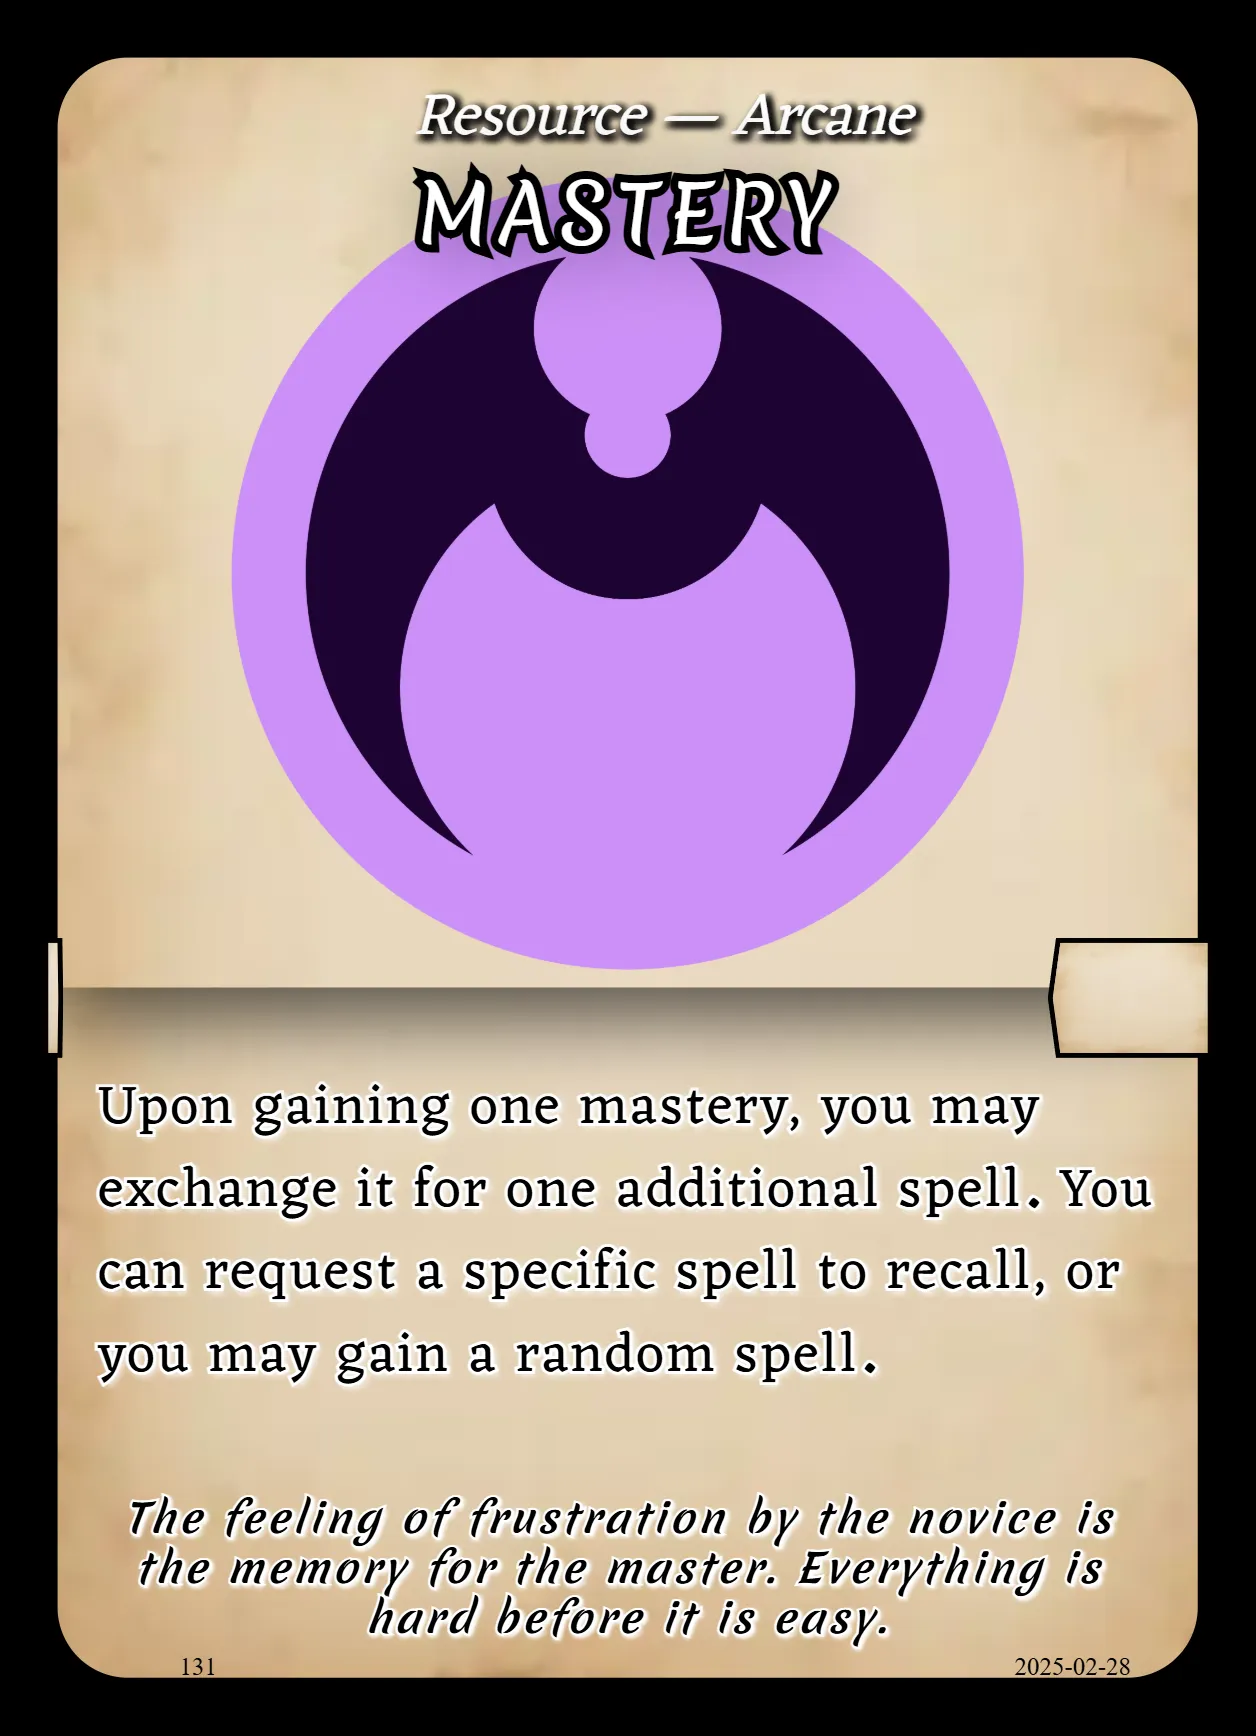 Resource — Arcane
MASTERY
Upon gaining one mastery, you may
exchange it for one additional spell. You
can request a specific spell to recall, or
you may gain a random spell.
The feeling of frustration by the novice is
the memory for the master. Everything is
hard before it is easy.
131
2025-02-28